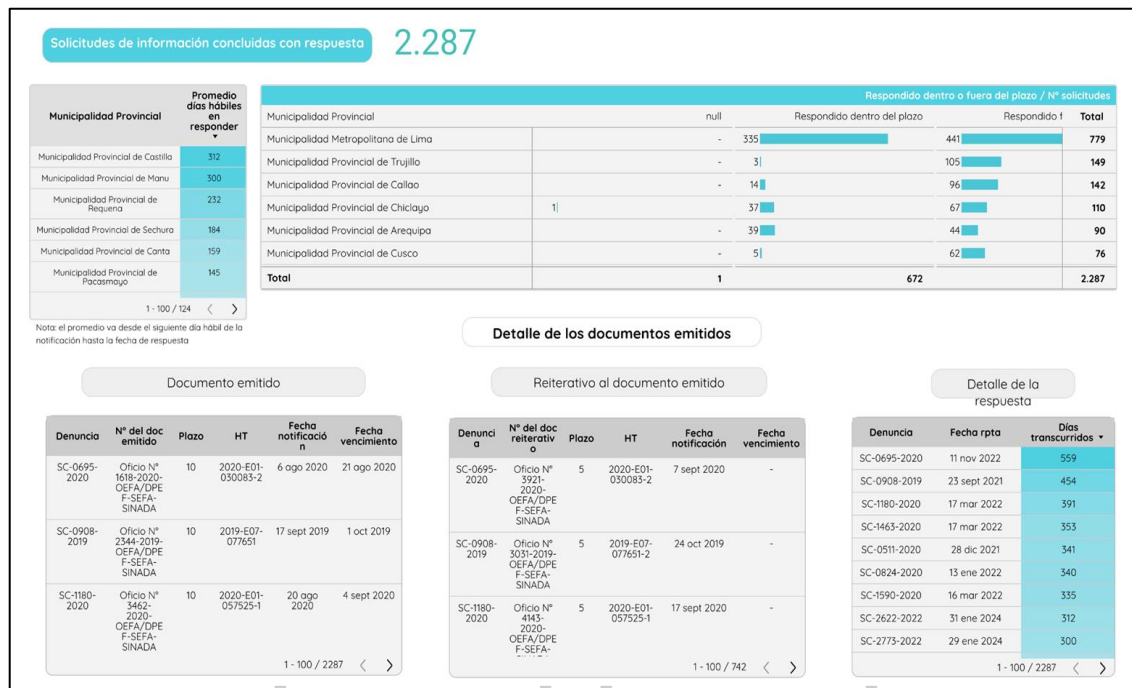 Solicitudes de información concluidas con respuesta 2.287
Municipalidad Provincial Promedio días hábiles en responder
Municipalidad Provincial de Castilla 312
Municipalidad Provincial de Manu 300
Municipalidad Provincial de Requena 232
Municipalidad Provincial de Sechura 184
Municipalidad Provincial de Canta 159
Municipalidad Provincial de Pacasmayo 145
1 - 100 / 124
Nota: el promedio va desde el siguiente día hábil de la
notificación hasta la fecha de respuesta
Respondido dentro o fuera del plazo / N° solicitudes
Municipalidad Provincial null Respondido dentro del plazo Respondido f Total
Municipalidad Metropolitana de Lima - 335 441 779
Municipalidad Provincial de Trujillo - 3 105 149
Municipalidad Provincial de Callao - 14 96 142
Municipalidad Provincial de Chiclayo 1 37 67 110
Municipalidad Provincial de Arequipa - 39 44 90
Municipalidad Provincial de Cusco - 5 62 76
Total 1 672 2.287
Detalle de los documentos emitidos
Documento emitido
Denuncia N° del doc emitido Plazo HT Fecha notificació n Fecha vencimiento
SC-0695-2020 Oficio N° 1618-2020-OEFA/DPE F-SEFA-SINADA 10 2020-E01-030083-2 6 ago 2020 21 ago 2020
SC-0908-2019 Oficio N° 2344-2019-OEFA/DPE F-SEFA-SINADA 10 2019-E07-077651 17 sept 2019 1 oct 2019
SC-1180-2020 Oficio N° 3462-2020-OEFA/DPE F-SEFA-SINADA 10 2020-E01-057525-1 20 ago 2020 4 sept 2020
1 - 100 / 2287
Reiterativo al documento emitido
Denunci a N° del doc reiterativ o Plazo HT Fecha notificación Fecha vencimiento
SC-0695-2020 Oficio N° 3921-2020-OEFA/DPE F-SEFA-SINADA 5 2020-E01-030083-2 7 sept 2020 -
SC-0908-2019 Oficio N° 3031-2019-OEFA/DPE F-SEFA-SINADA 5 2019-E07-077651-2 24 oct 2019 -
SC-1180-2020 Oficio N° 4143-2020-OEFA/DPE F-SEFA- 5 2020-E01-057525-1 17 sept 2020
1 - 100 / 742
Detalle de la
respuesta
Denuncia Fecha rpta Días transcurridos
SC-0695-2020 11 nov 2022 559
SC-0908-2019 23 sept 2021 454
SC-1180-2020 17 mar 2022 391
SC-1463-2020 17 mar 2022 353
SC-0511-2020 28 dic 2021 341
SC-0824-2020 13 ene 2022 340
SC-1590-2020 16 mar 2022 335
SC-2622-2022 31 ene 2024 312
SC-2773-2022 29 ene 2024 300
1 - 100 / 2287